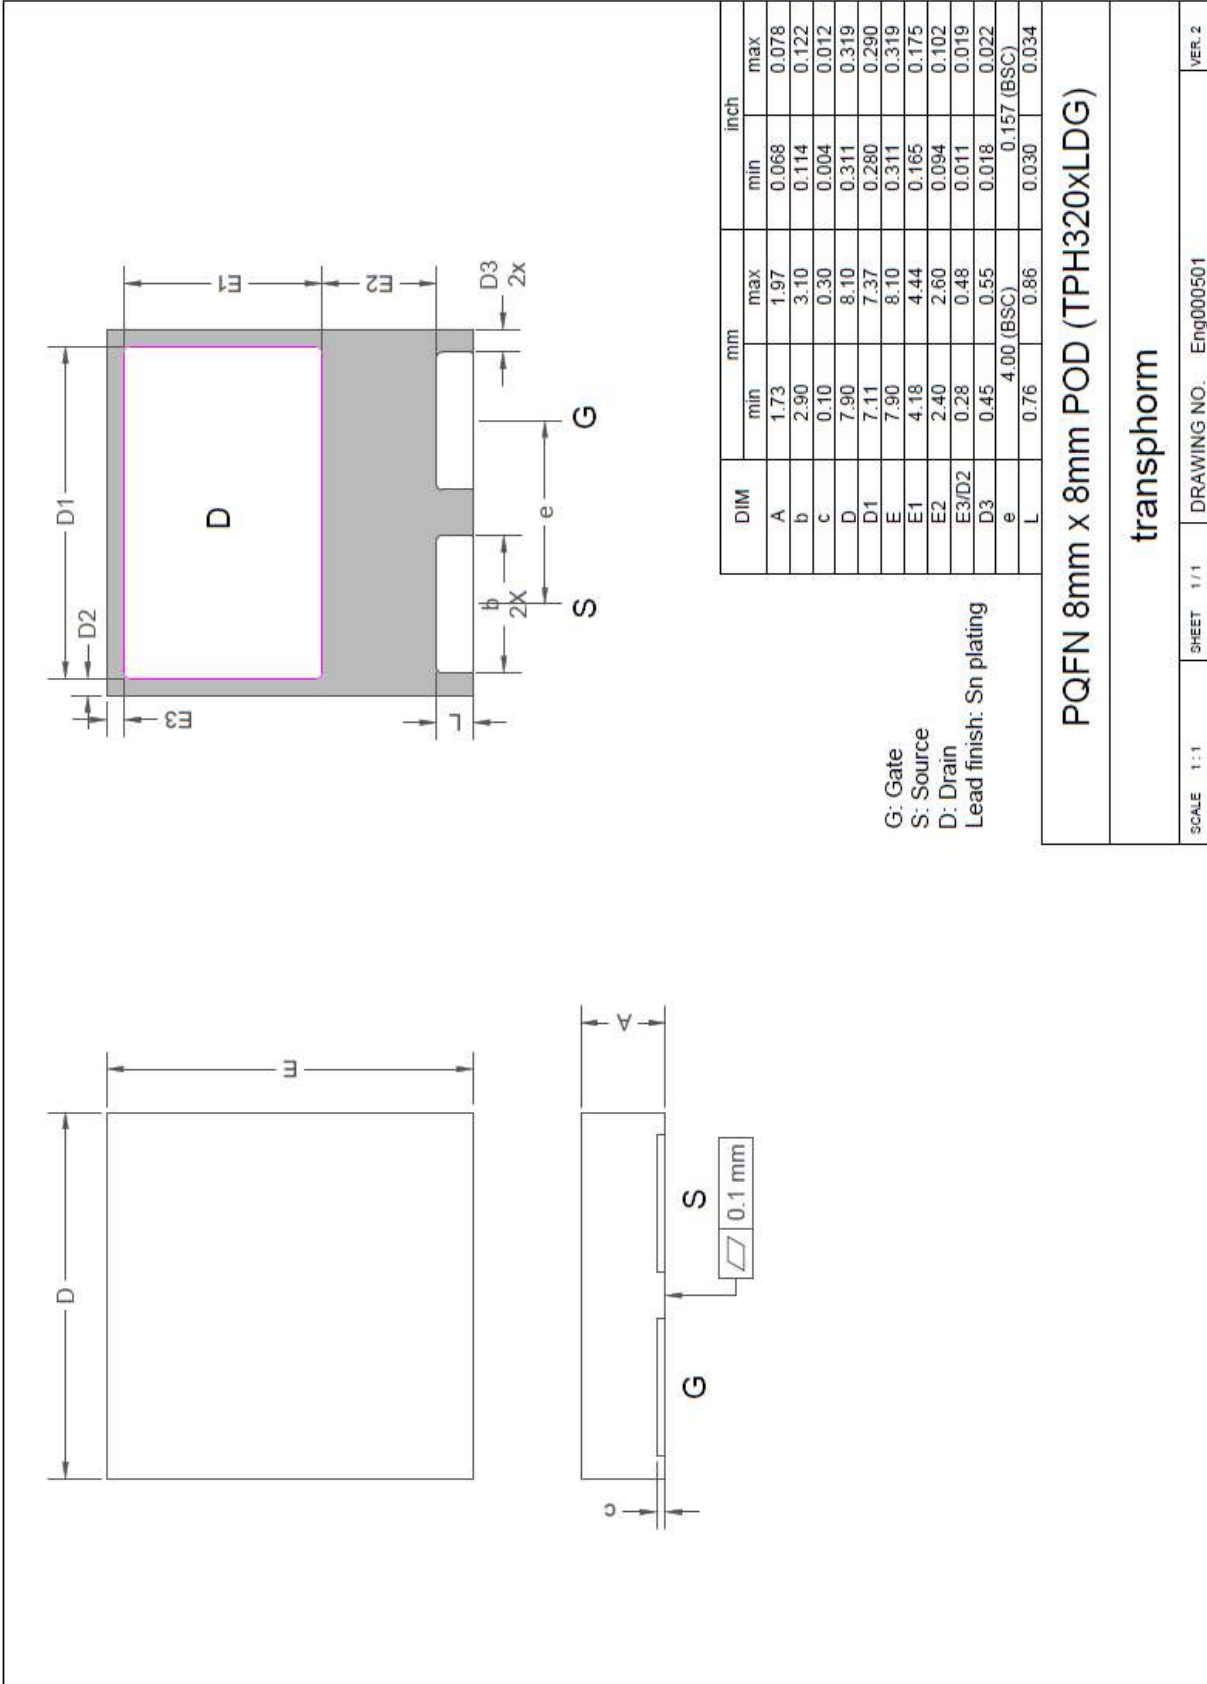 D
E
A
c
G
S
0.1 mm
D2
D1
E3
E1
D
E2
L
D3
2x
b
2X
e
S
G
G: Gate
S: Source
D: Drain
Lead finish: Sn plating
DIM mm inch
min max min max
A 1.73 1.97 0.068 0.078
b 2.90 3.10 0.114 0.122
c 0.10 0.30 0.004 0.012
D 7.90 8.10 0.311 0.319
D1 7.11 7.37 0.280 0.290
E 7.90 8.10 0.311 0.319
E1 4.18 4.44 0.165 0.175
E2 2.40 2.60 0.094 0.102
E3/D2 0.28 0.48 0.011 0.019
D3 0.45 0.55 0.018 0.022
e 4.00 (BSC) 0.157 (BSC)
L 0.76 0.86 0.030 0.034
PQFN 8mm x 8mm POD (TPH320xLDG)
transphorm
SCALE 1:1 SHEET 1/1 DRAWING NO. Eng000501 VER. 2